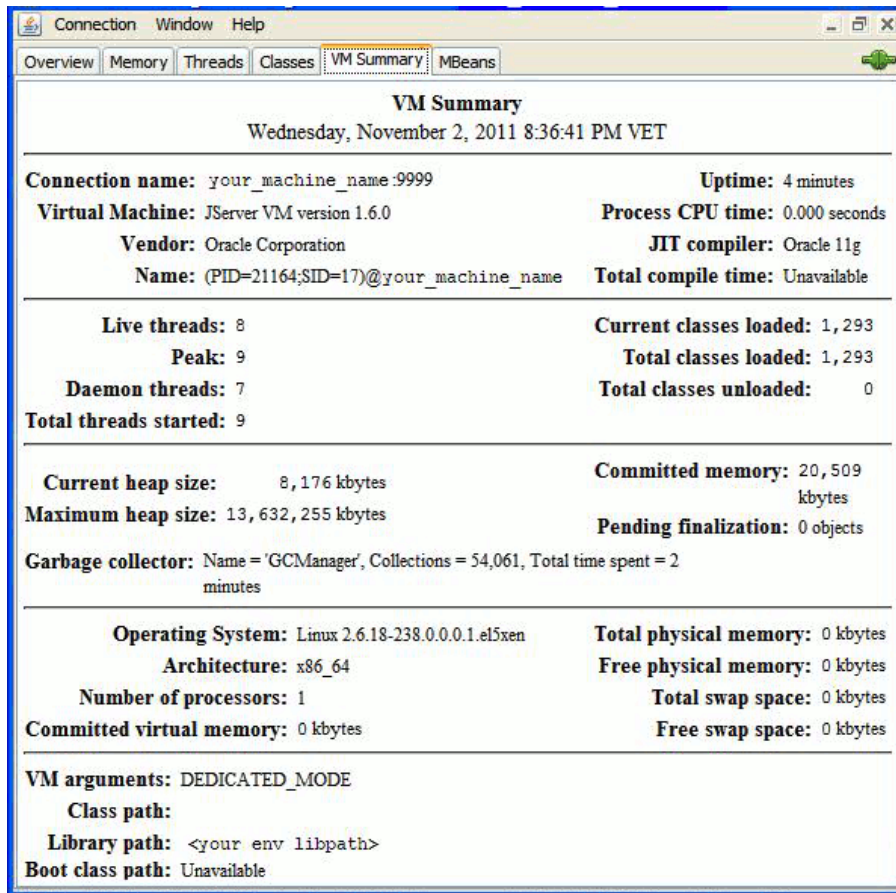 Connection Window Help
Overview Memory Threads Classes VM Summary MBeans
VM Summary
Wednesday, November 2, 2011 8:36:41 PM VET
Connection name: your_machine_name:9999
Uptime: 4 minutes
Virtual Machine: JServer VM version 1.6.0
Process CPU time: 0.000 seconds
Vendor: Oracle Corporation
JIT compiler: Oracle 11g
Name: (PID=21164;SID=17)@your_machine_name
Total compile time: Unavailable
Live threads: 8
Current classes loaded: 1,293
Peak: 9
Total classes loaded: 1,293
Daemon threads: 7
Total classes unloaded: 0
Total threads started: 9
Current heap size: 8,176 kbytes
Maximum heap size: 13,632,255 kbytes
Committed memory: 20,509
kbytes
Pending finalization: 0 objects
Garbage collector: Name = 'GCManager', Collections = 54,061, Total time spent = 2
minutes
Operating System: Linux 2.6.18-238.0.0.0.1.el5xen
Total physical memory: 0 kbytes
Architecture: x86_64
Free physical memory: 0 kbytes
Number of processors: 1
Total swap space: 0 kbytes
Committed virtual memory: 0 kbytes
Free swap space: 0 kbytes
VM arguments: DEDICATED_MODE
Class path:
Library path: <your env libpath>
Boot class path: Unavailable